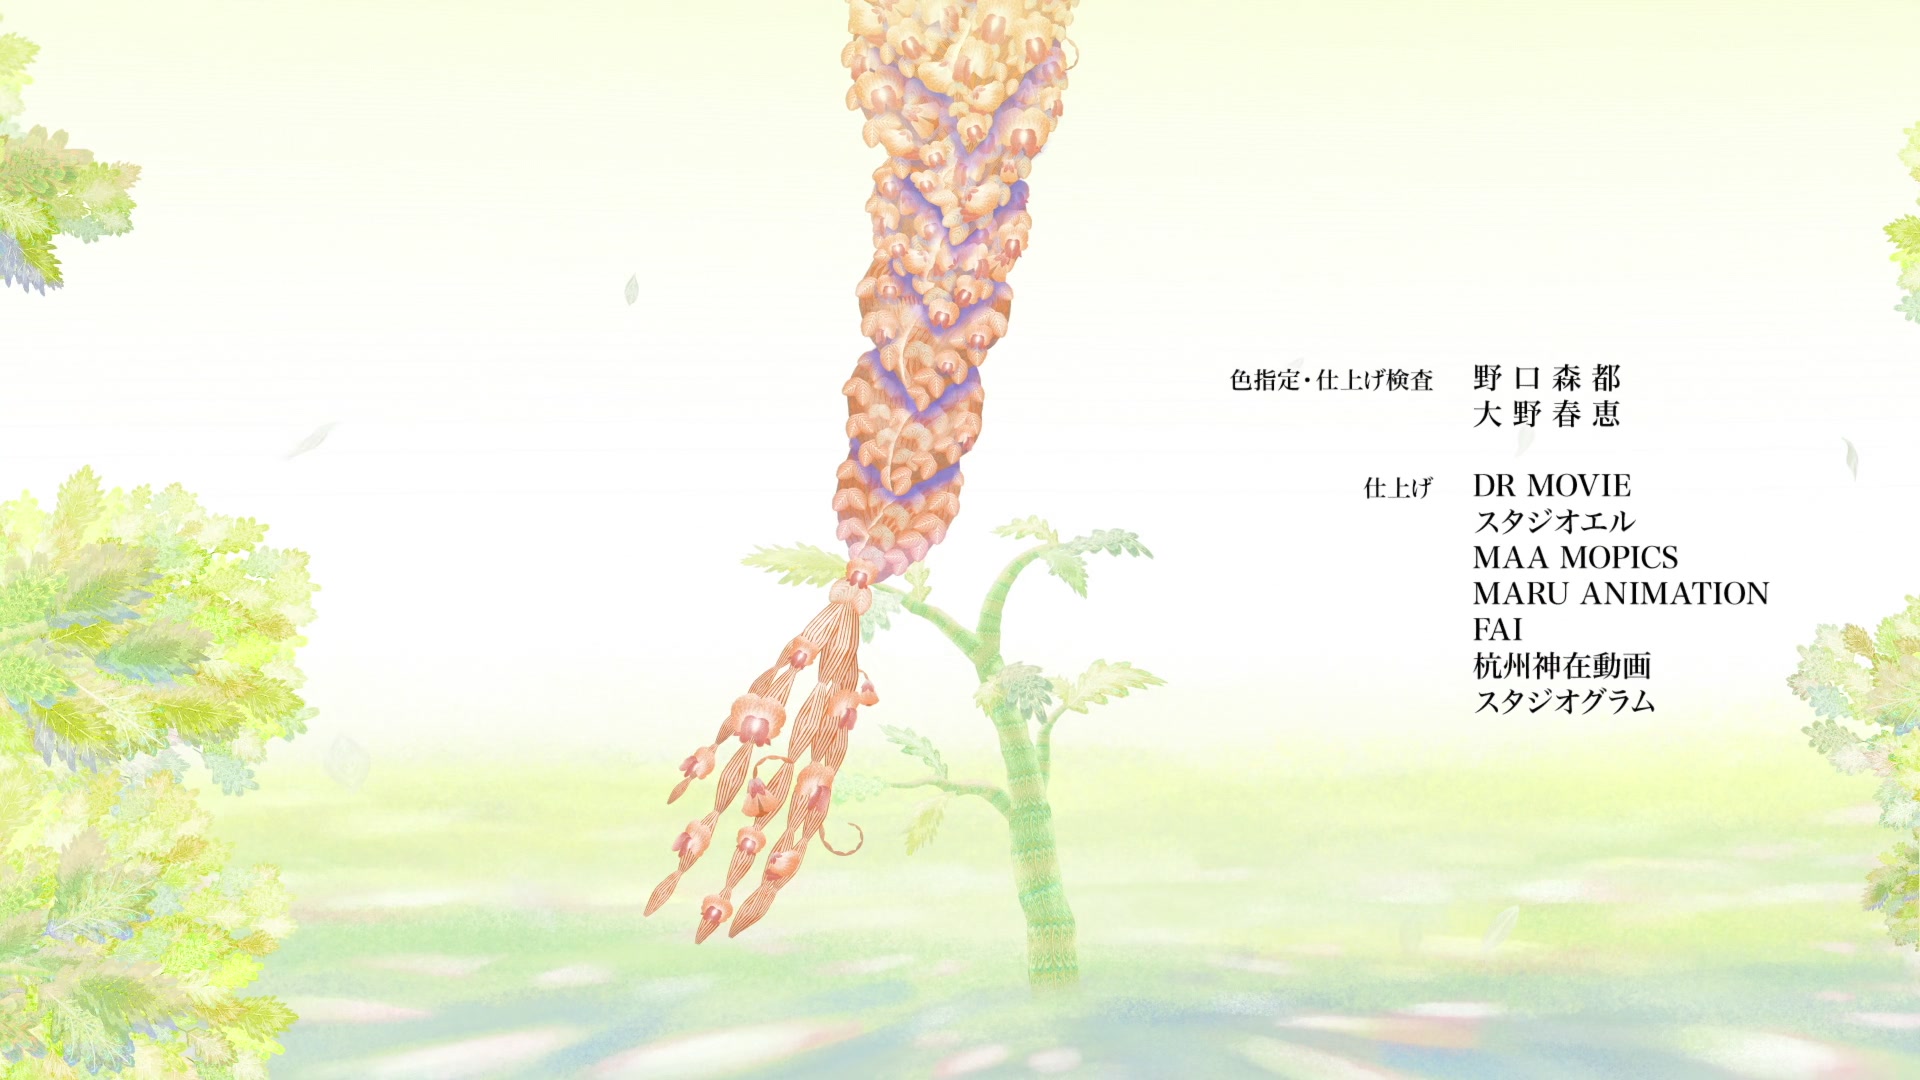 色指定・仕上げ検査 野口森都
大野春恵
仕上げ DR MOVIE
スタジオエル
MAA MOPICS
MARU ANIMATION
FAI
杭州神在動画
スタジオグラム